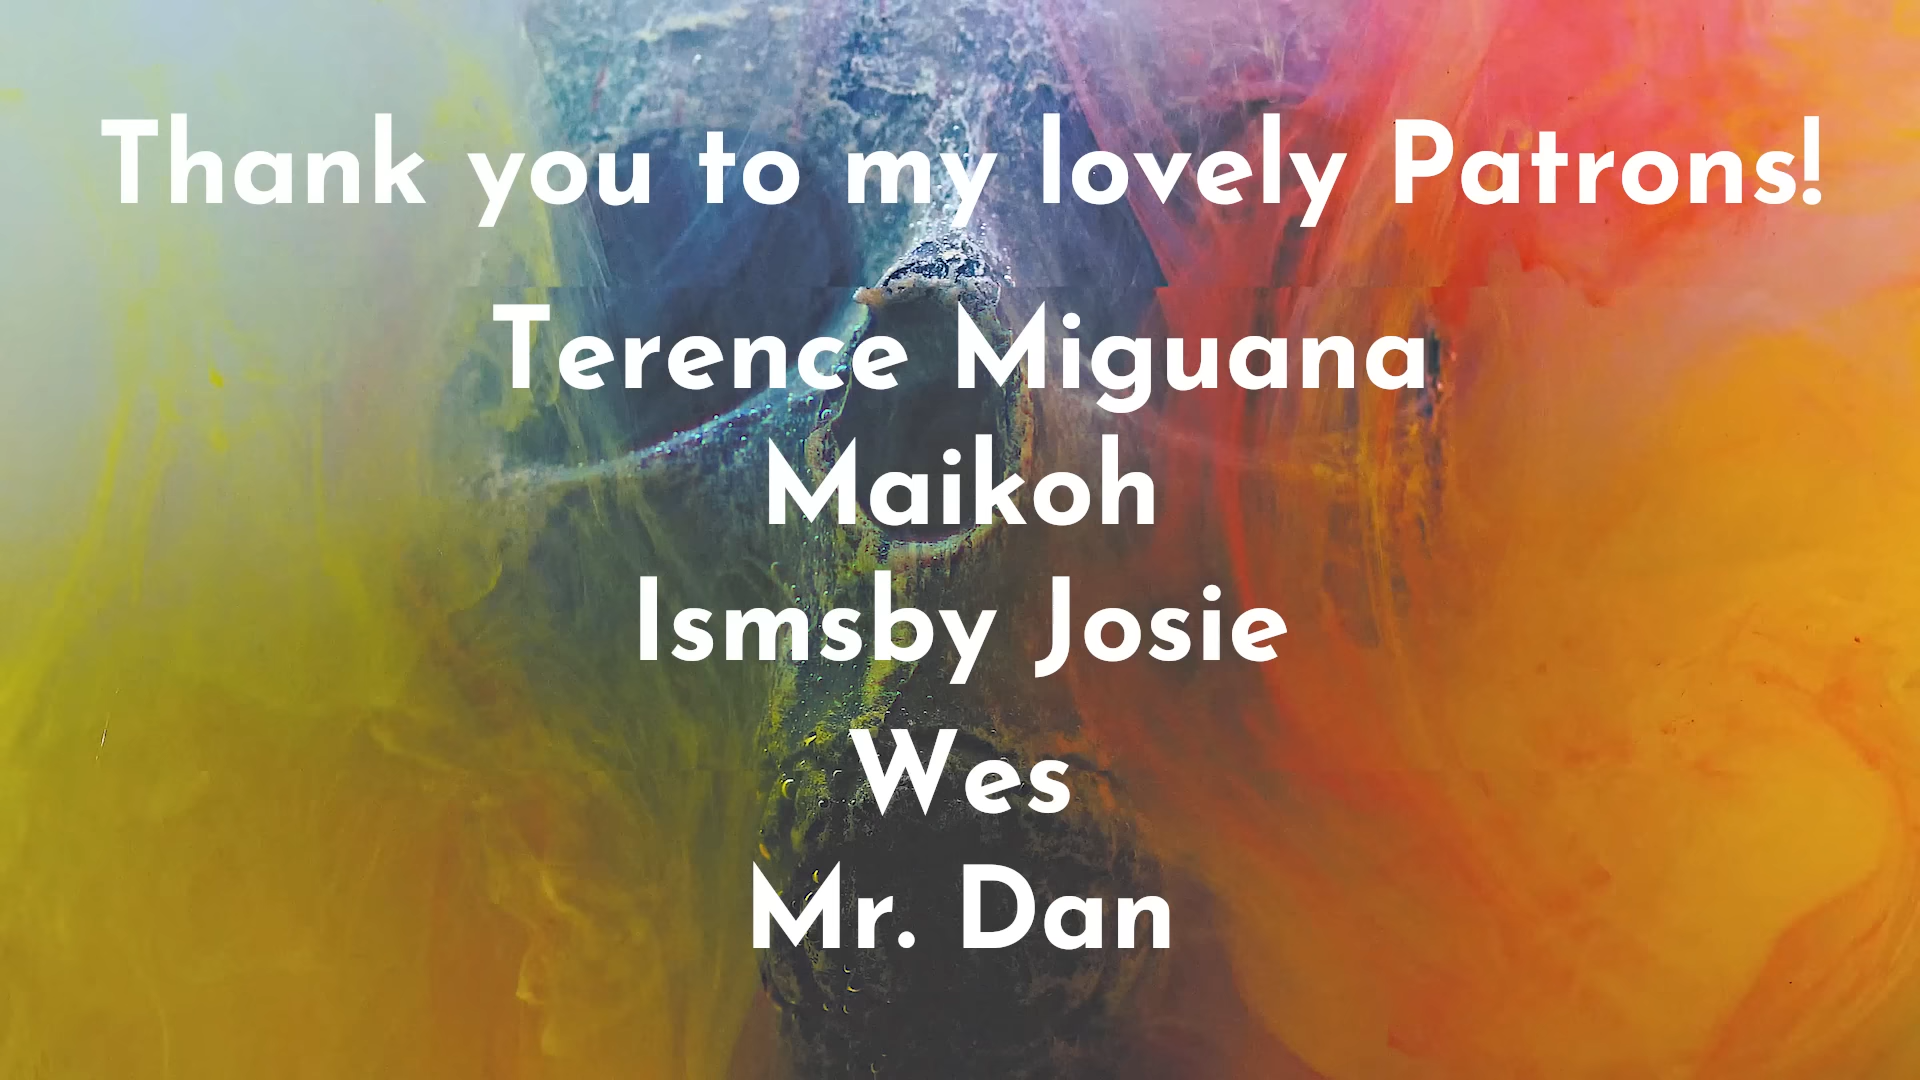 Thank you to my lovely Patrons!
Terence Miguana
Maikoh
Ismsby Josie
Wes
Mr. Dan